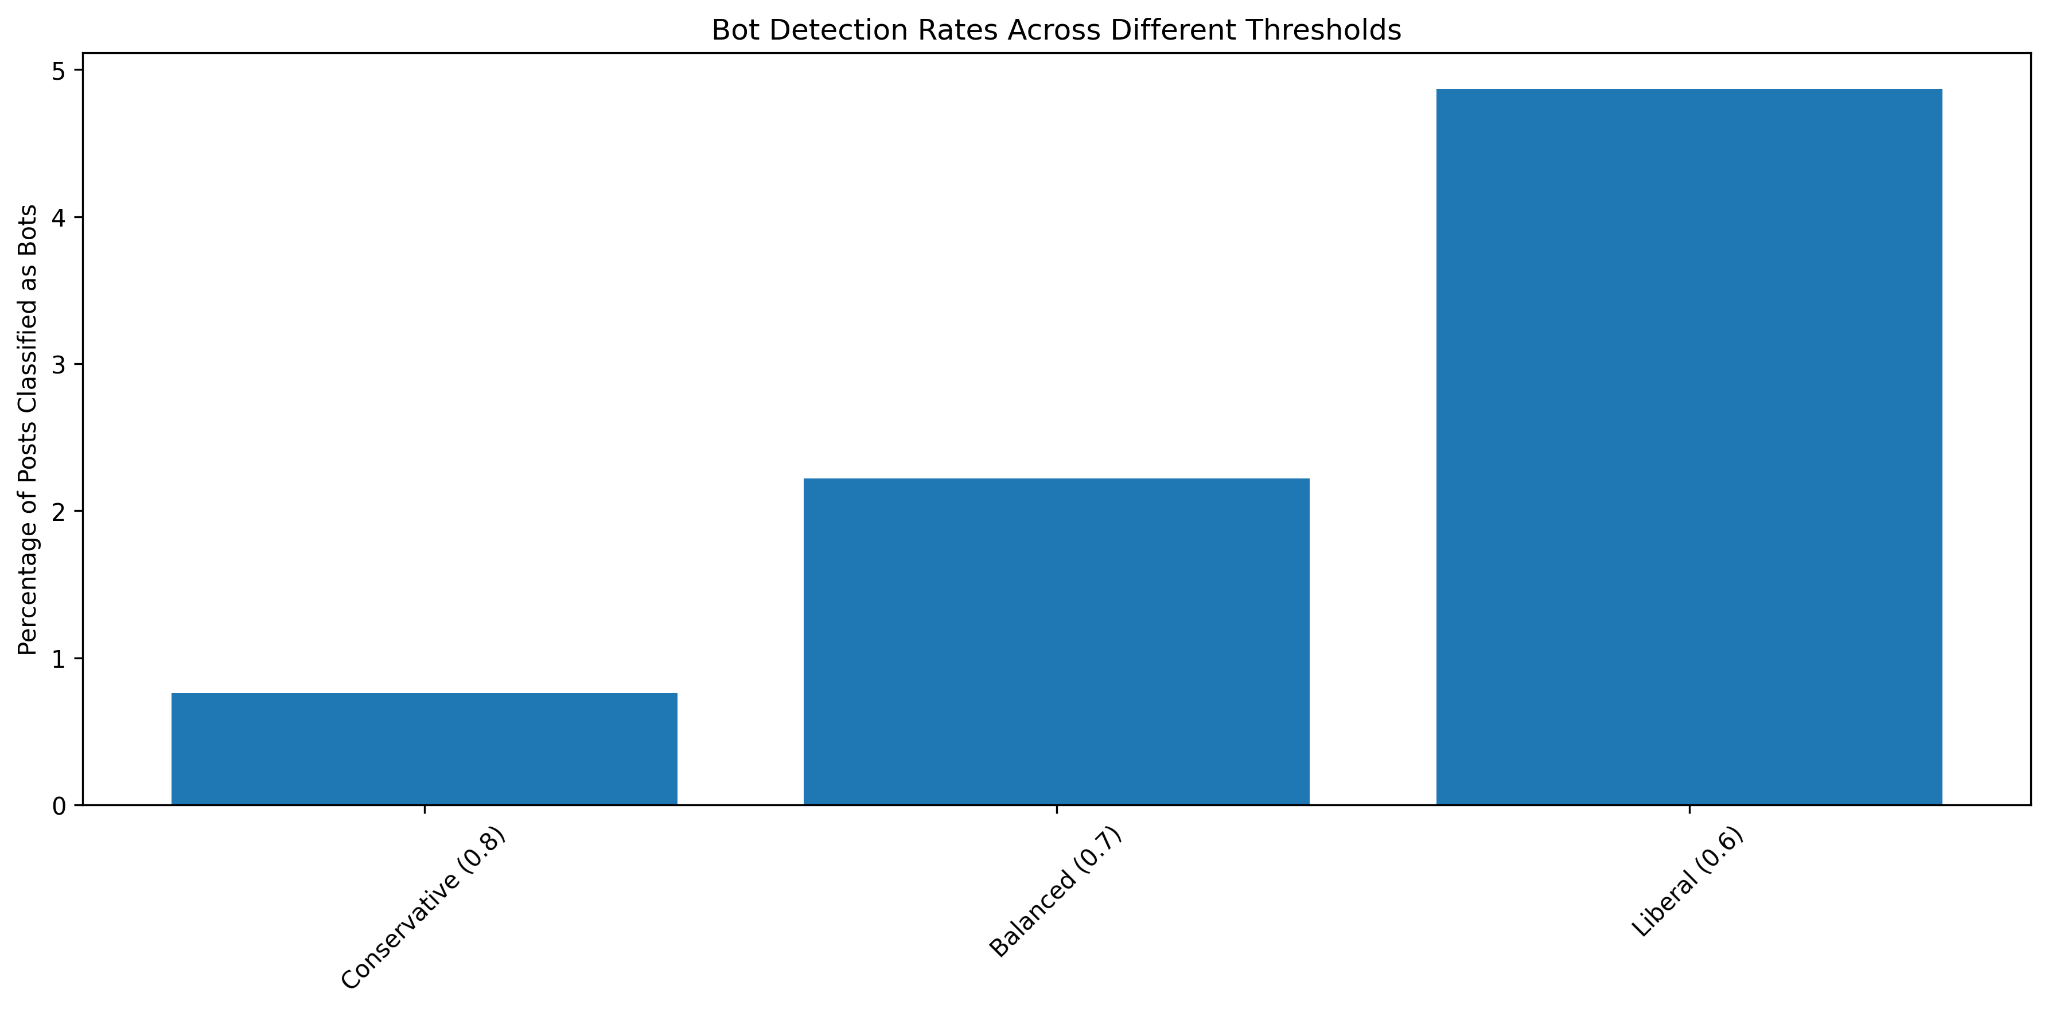 Bot Detection Rates Across Different Thresholds
Percentage of Posts Classified as Bots
5
4
3
2
1
0
Conservative (0.8)
Balanced (0.7)
Liberal (0.6)